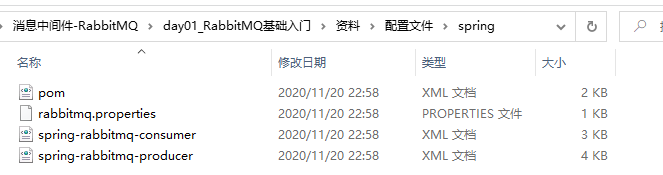 消息中间件-RabbitMQ > day01_RabbitMQ基础入门 > 资料 > 配置文件 > spring
名称 修改日期 类型 大小
pom 2020/11/20 22:58 XML 文档 2 KB
rabbitmq.properties 2020/11/20 22:58 PROPERTIES 文件 1 KB
spring-rabbitmq-consumer 2020/11/20 22:58 XML 文档 3 KB
spring-rabbitmq-producer 2020/11/20 22:58 XML 文档 4 KB